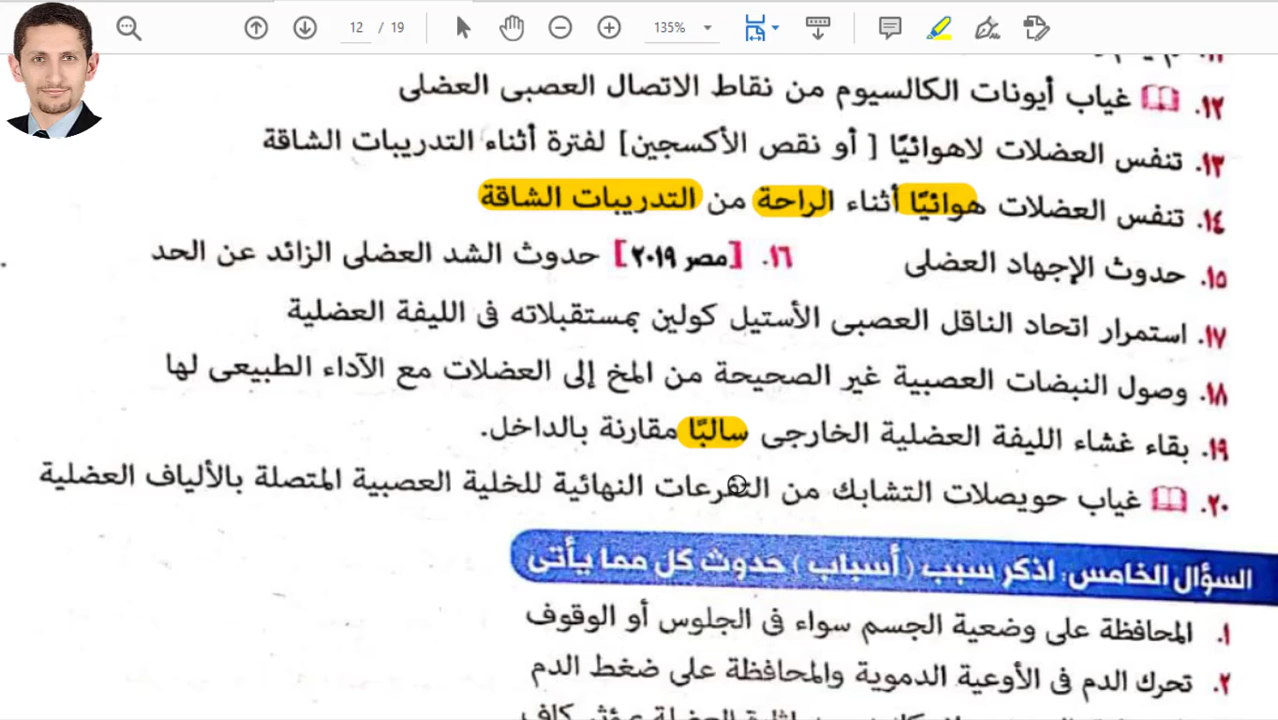 12 / 19
135%
١٢. غياب أيونات الكالسيوم من نقاط الاتصال العصبى العضلى
١٣. تنفس العضلات لاهوائيًا [ أو نقص الأكسجين] لفترة أثناء التدريبات الشاقة
١٤. تنفس العضلات هوائيًا أثناء الراحة من التدريبات الشاقة
١٥. حدوث الإجهاد العضلى
١٦. [مصر ٢٠١٩] حدوث الشد العضلى الزائد عن الحد
١٧. استمرار اتحاد الناقل العصبى الأستيل كولين بمستقبلاته فى الليفة العضلية
١٨. وصول النبضات العصبية غير الصحيحة من المخ إلى العضلات مع الآداء الطبيعى لها
١٩. بقاء غشاء الليفة العضلية الخارجى سالبًا مقارنة بالداخل.
٢٠. غياب حويصلات التشابك من التفرعات النهائية للخلية العصبية المتصلة بالألياف العضلية
السؤال الخامس: اذكر سبب (أسباب) حدوث كل مما يأتى
١. المحافظة على وضعية الجسم سواء فى الجلوس أو الوقوف
٢. تحرك الدم فى الأوعية الدموية والمحافظة على ضغط الدم